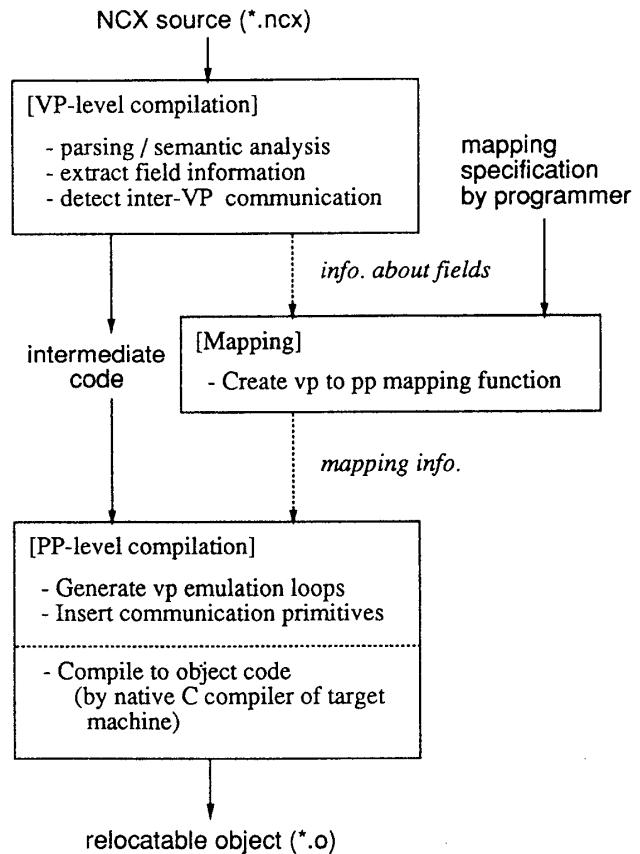 NCX source (*.ncx)
[VP-level compilation]
- parsing / semantic analysis
- extract field information
- detect inter-VP communication
mapping
specification
by programmer
info. about fields
intermediate
code
[Mapping]
- Create vp to pp mapping function
mapping info.
[PP-level compilation]
- Generate vp emulation loops
- Insert communication primitives
- Compile to object code
(by native C compiler of target
machine)
relocatable object (*.o)